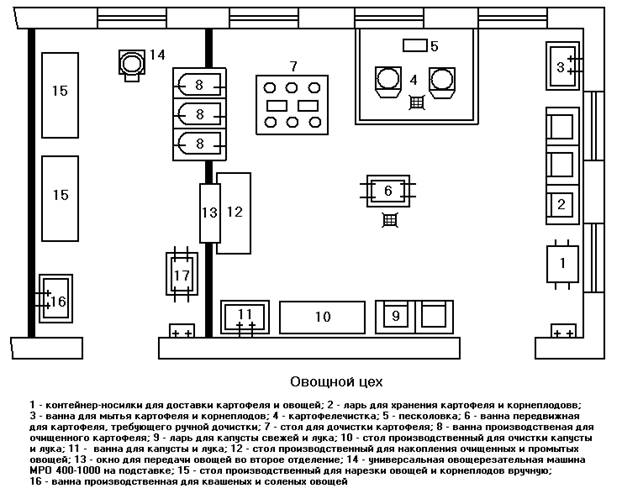 14
5
3
7
15
8
4
8
8
15
6
2
13
12
1
17
16
11
10
9
Овощной цех
1 - контейнер-носилки для доставки картофеля и овощей; 2 - ларь для хранения картофеля и корнеплодовв;
3 - ванна для мытья картофеля и корнеплодов; 4 - картофелечистка; 5 - песколовка; 6 - ванна передвижная
для картофеля, требующего ручной дочистки; 7 - стол для дочистки картофеля; 8 - ванна производственая для
очищенного картофеля; 9 - ларь для капусты свежей и лука; 10 - стол производственный для очистки капусты
и лука; 11 - ванна для капусты и лука; 12 - стол производственный для накопления очищенных и промытых
овощей; 13 - окно для передачи овощей во второе отделение; 14 - универсальная овощерезательная машина
МРО 400-1000 на подставке; 15 - стол производственный для нарезки овощей и корнеплодов вручную;
16 - ванна производственная для квашеных и соленых овощей